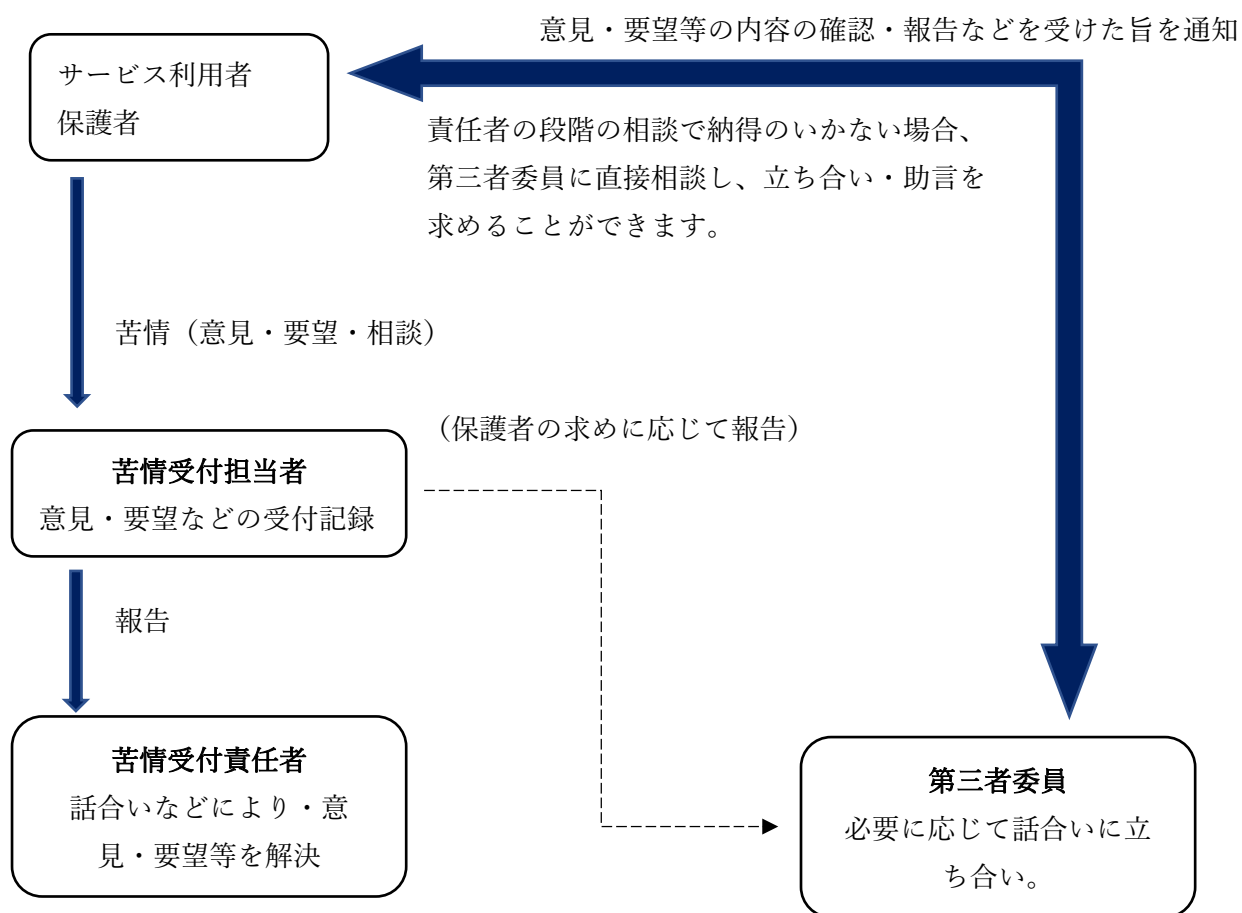 意見・要望等の内容の確認・報告などを受けた旨を通知
サービス利用者
保護者
責任者の段階の相談で納得のいかない場合、
第三者委員に直接相談し、立ち合い・助言を
求めることができます。
苦情（意見・要望・相談）
（保護者の求めに応じて報告）
苦情受付担当者
意見・要望などの受付記録
報告
苦情受付責任者
話合いなどにより・意
見・要望等を解決
第三者委員
必要に応じて話合いに立
ち合い。